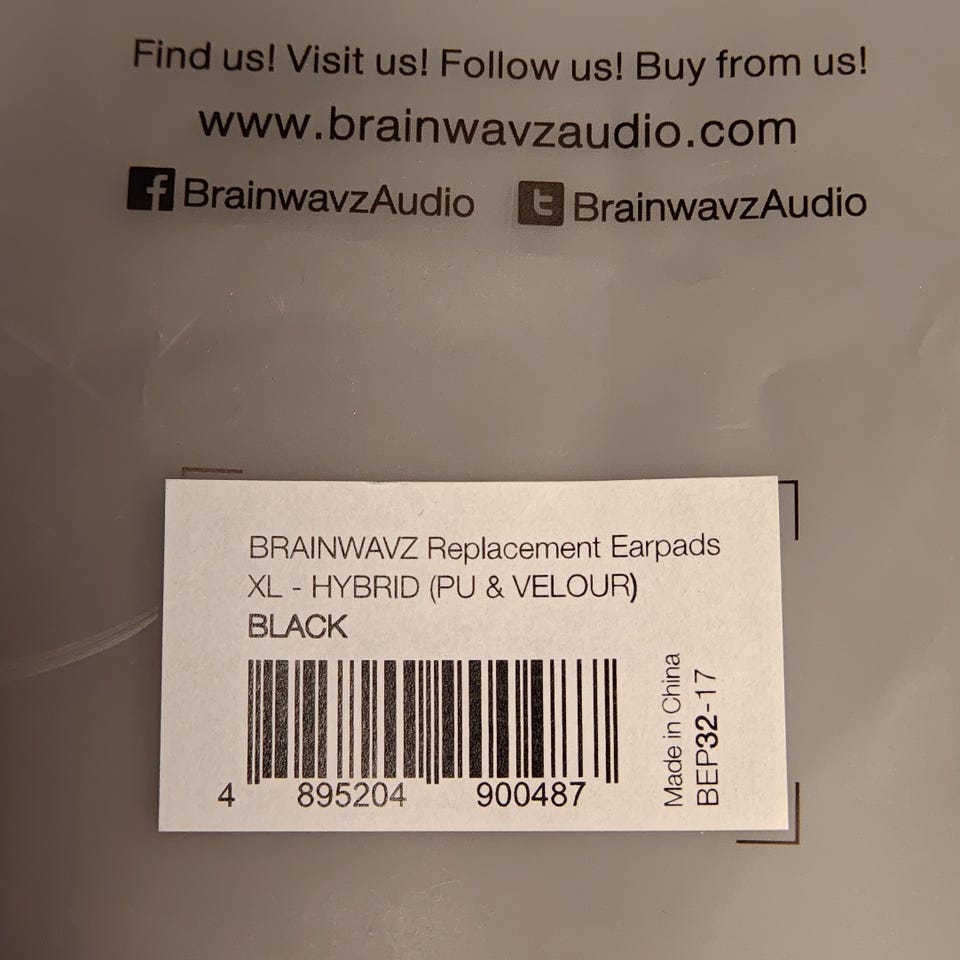 Find us! Visit us! Follow us! Buy from us!
www.brainwavzaudio.com
f BrainwavzAudio t BrainwavzAudio
BRAINWAVZ Replacement Earpads
XL - HYBRID (PU & VELOUR)
BLACK
4 895204 900487
Made in China
BEP32-17